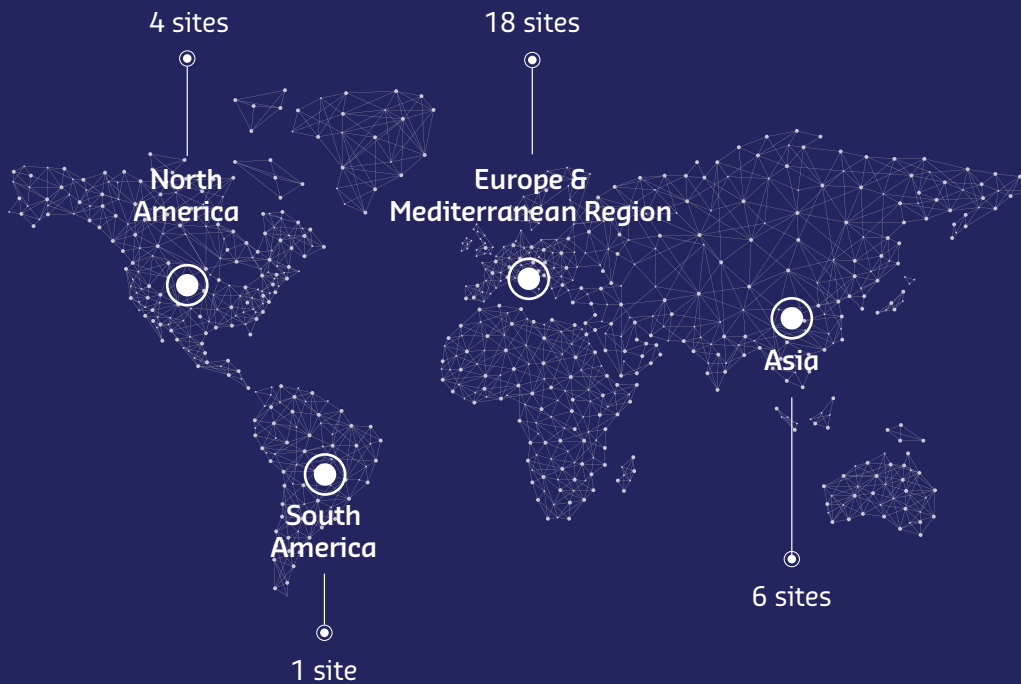 4 sites
18 sites
North
America
Europe &
Mediterranean Region
Asia
South
America
6 sites
1 site